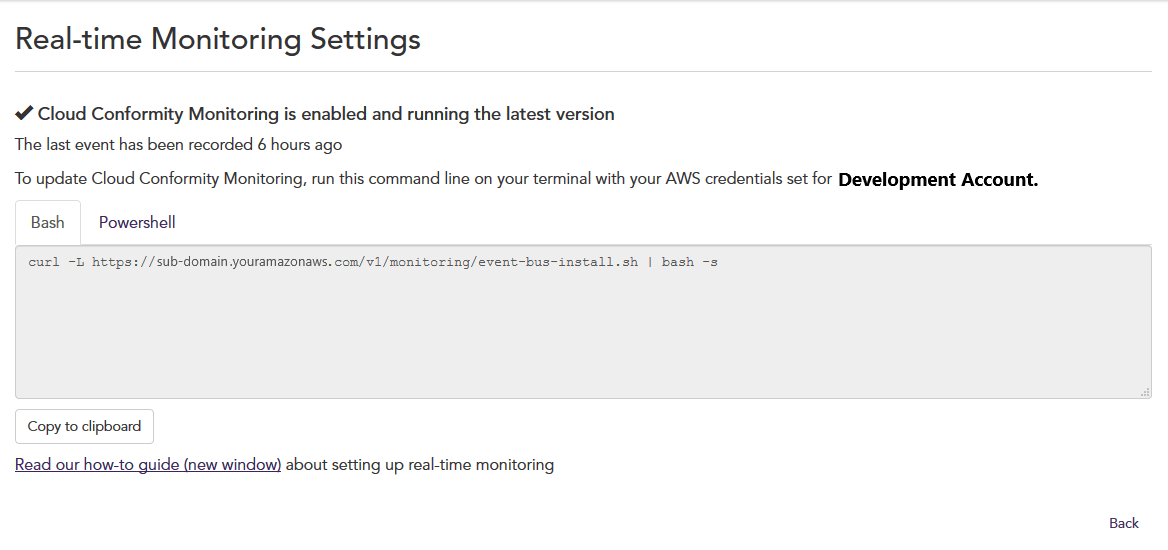 Real-time Monitoring Settings
✔ Cloud Conformity Monitoring is enabled and running the latest version
The last event has been recorded 6 hours ago
To update Cloud Conformity Monitoring, run this command line on your terminal with your AWS credentials set for Development Account.
Bash Powershell
curl -L https://sub-domain.youramazonaws.com/v1/monitoring/event-bus-install.sh | bash -s
Copy to clipboard
Read our how-to guide (new window) about setting up real-time monitoring
Back